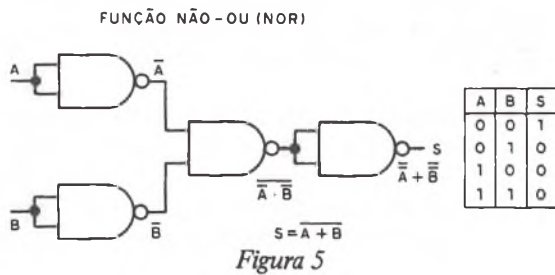 FUNÇÃO NÃO-OU (NOR)
A
A̅
B
B̅
S
A̿ · B̿
A̿ + B̿
S = A̅ ̅+̅ ̅B̅
A B S
0 0 1
0 1 0
1 0 0
1 1 0
Figura 5